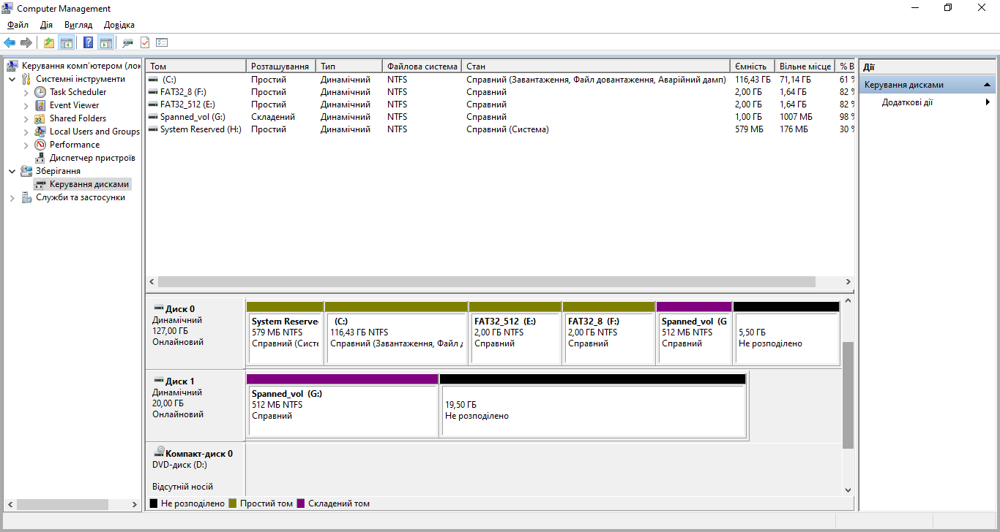 Computer Management
Файл Дія Вигляд Довідка
Керування комп'ютером (лок
Системні інструменти
Task Scheduler
Event Viewer
Shared Folders
Local Users and Groups
Performance
Диспетчер пристроїв
Зберігання
Керування дисками
Служби та застосунки
Том Розташування Тип Файлова система Стан Ємність Вільне місце % В
(C:) Простий Динамічний NTFS Справний (Завантаження, Файл довантаження, Аварійний дамп) 116,43 ГБ 71,14 ГБ 61 %
FAT32_8 (F:) Простий Динамічний NTFS Справний 2,00 ГБ 1,64 ГБ 82 %
FAT32_512 (E:) Простий Динамічний NTFS Справний 2,00 ГБ 1,64 ГБ 82 %
Spanned_vol (G:) Складений Динамічний NTFS Справний 1,00 ГБ 1007 МБ 98 %
System Reserved (H:) Простий Динамічний NTFS Справний (Система) 579 МБ 176 МБ 30 %
Диск 0
Динамічний
127,00 ГБ
Онлайновий
System Reserve
579 МБ NTFS
Справний (Систе
(C:)
116,43 ГБ NTFS
Справний (Завантаження, Файл д
FAT32_512 (E:)
2,00 ГБ NTFS
Справний
FAT32_8 (F:)
2,00 ГБ NTFS
Справний
Spanned_vol (G
512 МБ NTFS
Справний
5,50 ГБ
Не розподілено
Диск 1
Динамічний
20,00 ГБ
Онлайновий
Spanned_vol (G:)
512 МБ NTFS
Справний
19,50 ГБ
Не розподілено
Компакт-диск 0
DVD-диск (D:)
Відсутній носій
Не розподілено Простий том Складений том
Дії
Керування дисками
Додаткові дії